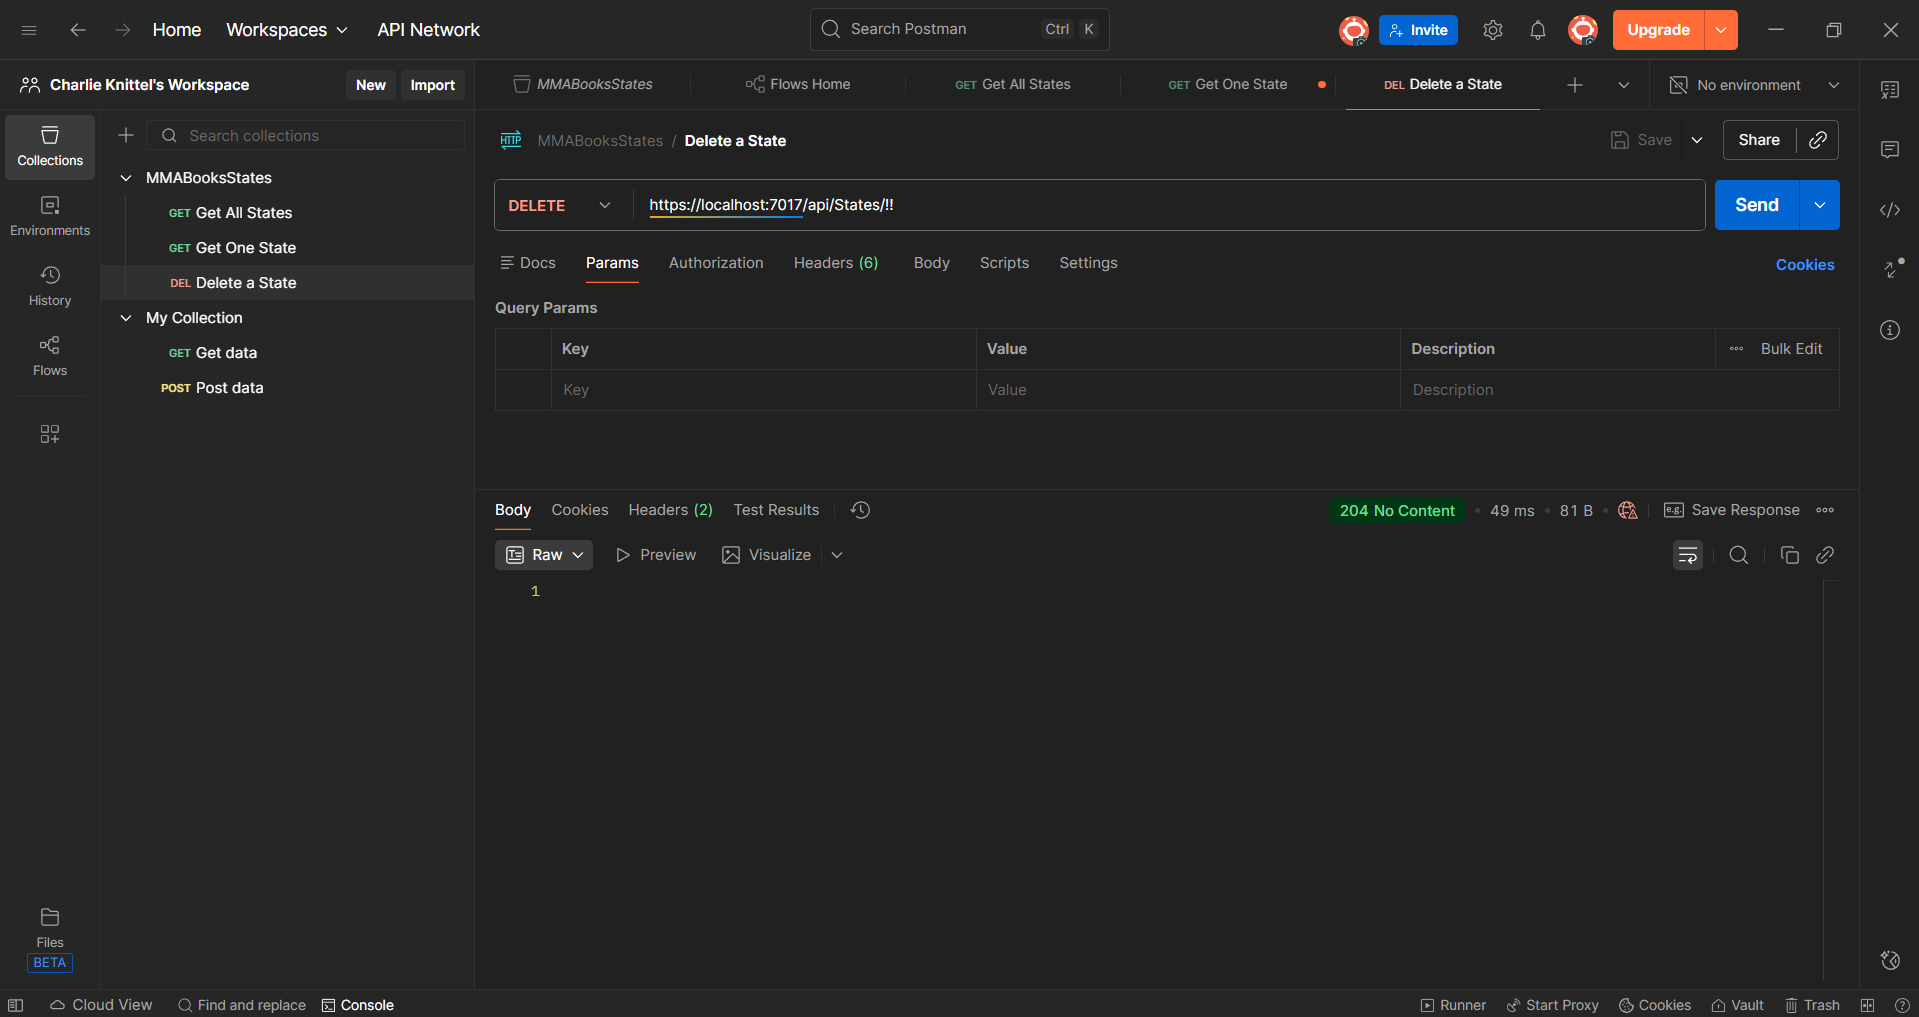 Home Workspaces API Network Search Postman Ctrl K Invite Upgrade
Charlie Knittel's Workspace New Import
MMABooksStates Flows Home GET Get All States GET Get One State DEL Delete a State No environment
Collections
Environments
History
Flows
Files
BETA
Search collections
MMABooksStates
GET Get All States
GET Get One State
DEL Delete a State
My Collection
GET Get data
POST Post data
HTTP MMABooksStates / Delete a State Save Share
DELETE https://localhost:7017/api/States/!! Send
Docs Params Authorization Headers (6) Body Scripts Settings Cookies
Query Params
Key Value Description Bulk Edit
Key Value Description
Body Cookies Headers (2) Test Results 204 No Content 49 ms 81 B e.g. Save Response
Raw Preview Visualize
1
Cloud View Find and replace Console Runner Start Proxy Cookies Vault Trash